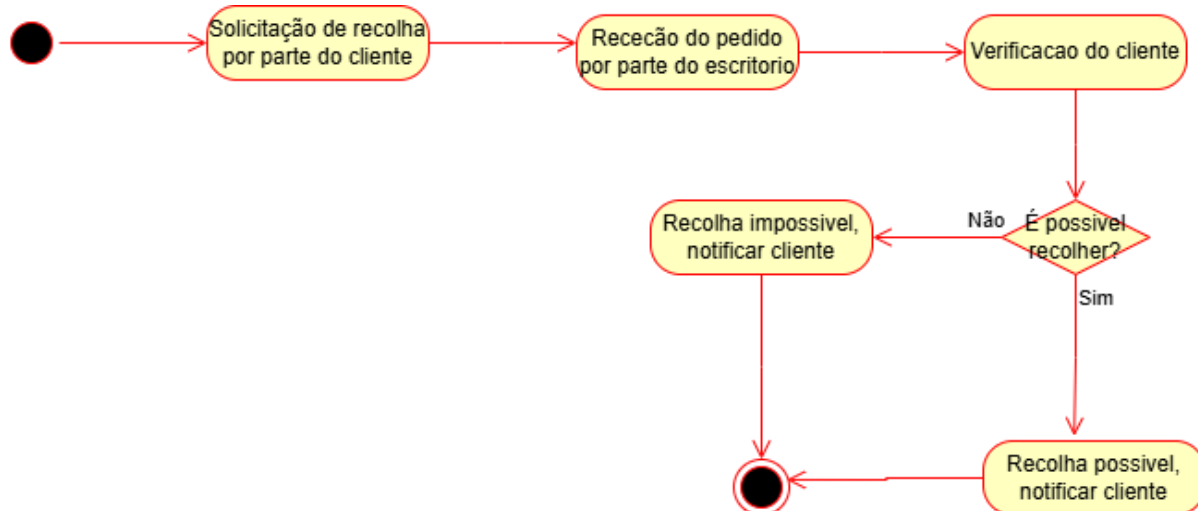 Solicitação de recolha
por parte do cliente
Rececão do pedido
por parte do escritorio
Verificacao do cliente
É possivel
recolher?
Não
Sim
Recolha impossivel,
notificar cliente
Recolha possivel,
notificar cliente